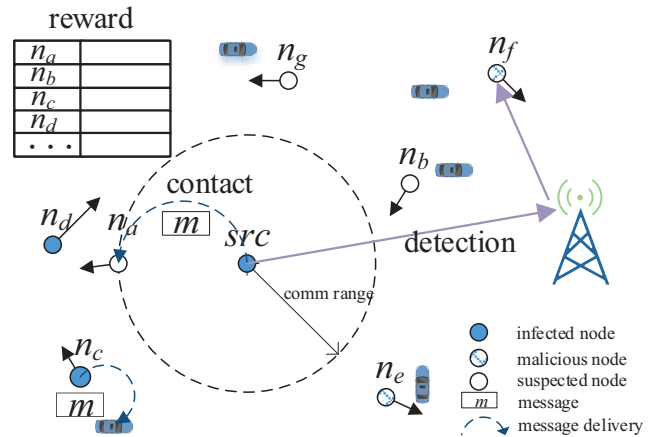 reward
n_a
n_b
n_c
n_d
. . .
n_g
n_f
n_b
contact
m
n_d
n_a
src
detection
comm range
n_c
m
n_e
infected node
malicious node
suspected node
m message
message delivery